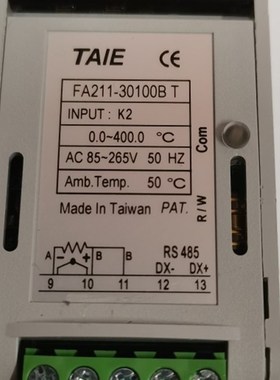 TAIE CE
FA211-30100B T
INPUT : K2
0.0~400.0 °C
AC 85~265V 50 HZ
Amb.Temp. 50 °C
Made In Taiwan PAT.
R / W Com
RS 485
A - + B B DX- DX+
9 10 11 12 13